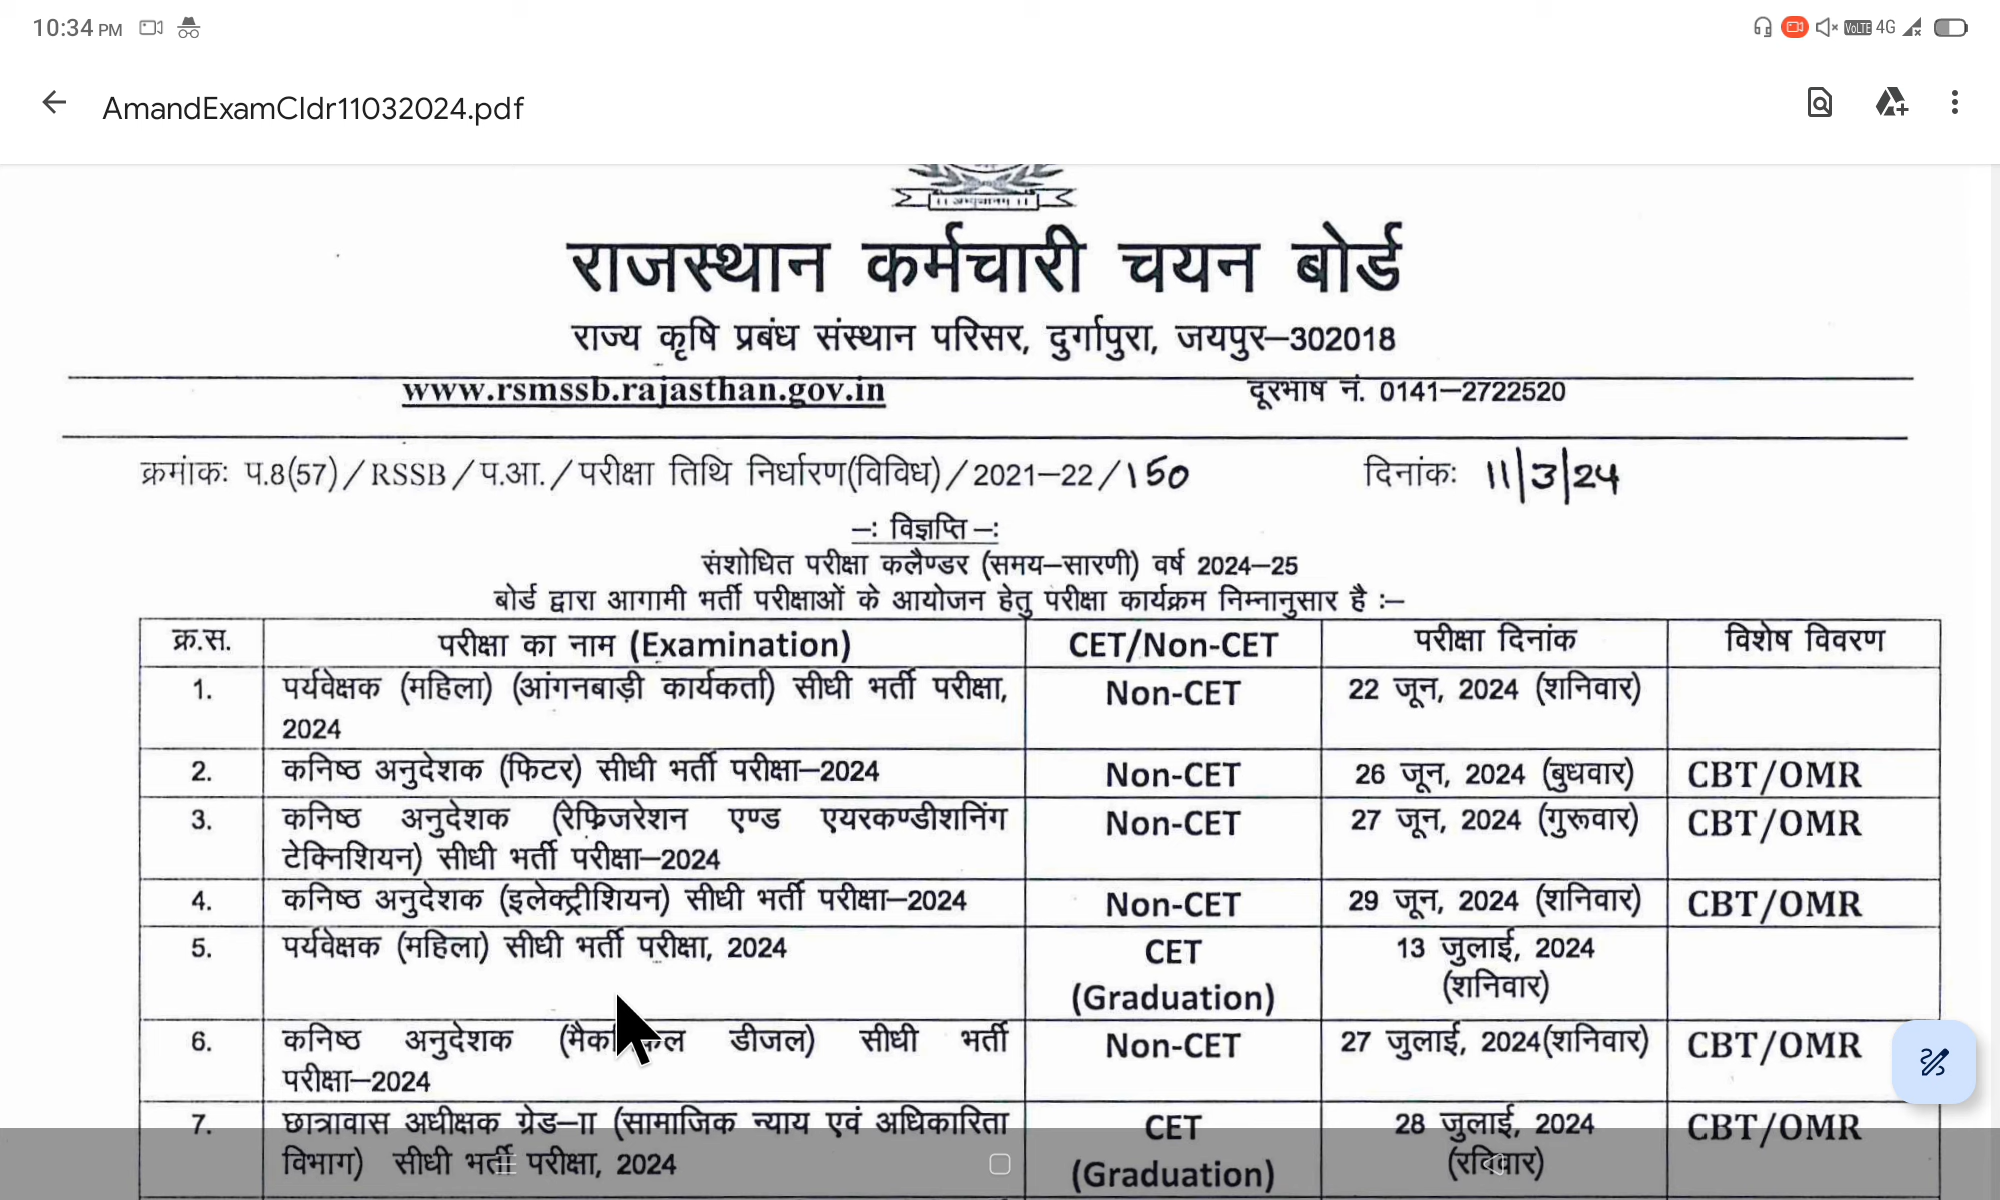 10:34 PM
VoLTE 4G
AmandExamCldr11032024.pdf
राजस्थान कर्मचारी चयन बोर्ड
राज्य कृषि प्रबंध संस्थान परिसर, दुर्गापुरा, जयपुर–302018
www.rsmssb.rajasthan.gov.in दूरभाष नं. 0141–2722520
क्रमांकः प.8(57)/RSSB/प.आ./परीक्षा तिथि निर्धारण(विविध)/2021–22/150 दिनांकः 11/3/24
–: विज्ञप्ति –:
संशोधित परीक्षा कलैण्डर (समय–सारणी) वर्ष 2024–25
बोर्ड द्वारा आगामी भर्ती परीक्षाओं के आयोजन हेतु परीक्षा कार्यक्रम निम्नानुसार है :–
क्र.स. परीक्षा का नाम (Examination) CET/Non-CET परीक्षा दिनांक विशेष विवरण
1. पर्यवेक्षक (महिला) (आंगनबाड़ी कार्यकर्ता) सीधी भर्ती परीक्षा, Non-CET 22 जून, 2024 (शनिवार)
2024
2. कनिष्ठ अनुदेशक (फिटर) सीधी भर्ती परीक्षा–2024 Non-CET 26 जून, 2024 (बुधवार) CBT/OMR
3. कनिष्ठ अनुदेशक (रेफ्रिजरेशन एण्ड एयरकण्डीशनिंग Non-CET 27 जून, 2024 (गुरूवार) CBT/OMR
टेक्निशियन) सीधी भर्ती परीक्षा–2024
4. कनिष्ठ अनुदेशक (इलेक्ट्रीशियन) सीधी भर्ती परीक्षा–2024 Non-CET 29 जून, 2024 (शनिवार) CBT/OMR
5. पर्यवेक्षक (महिला) सीधी भर्ती परीक्षा, 2024 CET 13 जुलाई, 2024
(Graduation) (शनिवार)
6. कनिष्ठ अनुदेशक डीजल) सीधी भर्ती Non-CET 27 जुलाई, 2024(शनिवार) CBT/OMR
परीक्षा–2024
7. छात्रावास अधीक्षक ग्रेड–II (सामाजिक न्याय एवं अधिकारिता CET 28 जुलाई, 2024 CBT/OMR
विभाग) सीधी भर्ती परीक्षा, 2024 (Graduation) (रविवार)